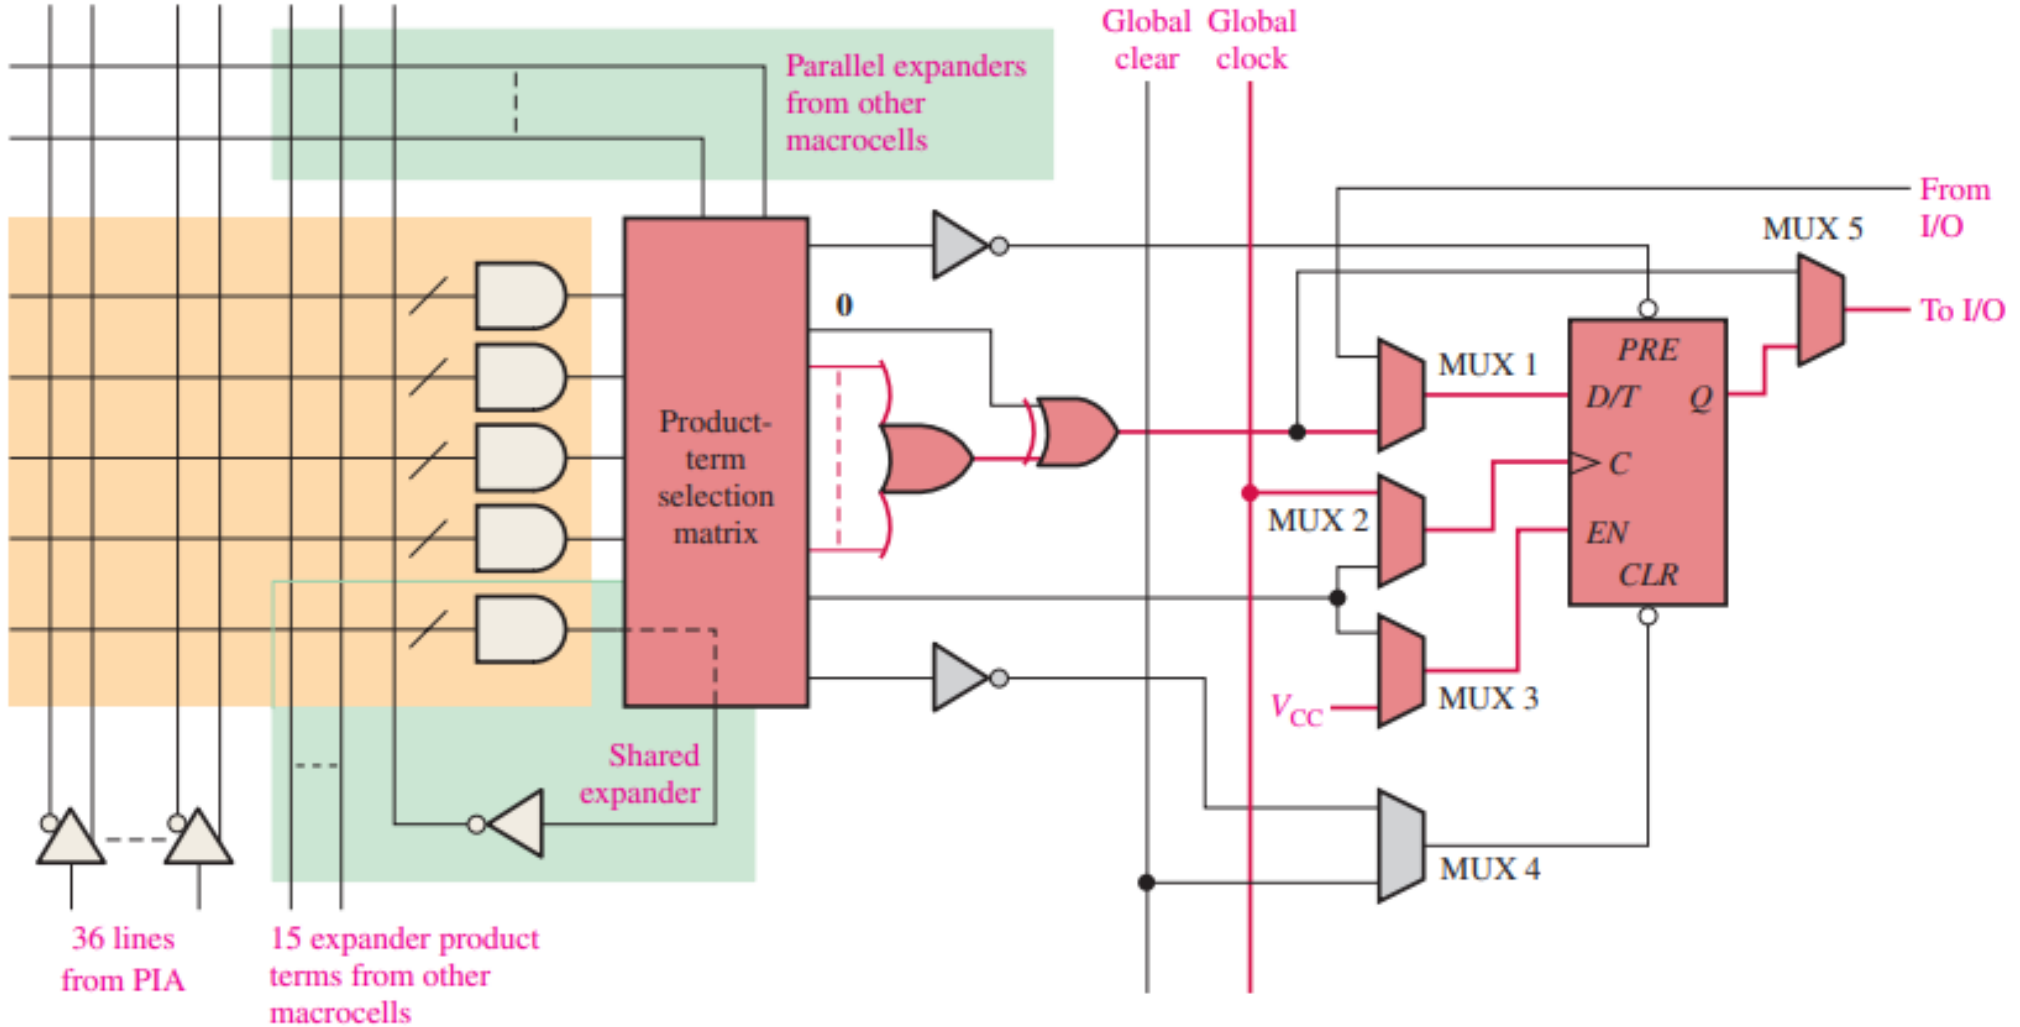 Global
clear
Global
clock
Parallel expanders
from other
macrocells
From
I/O
MUX 5
To I/O
0
PRE
MUX 1
D/T
Q
Product-
term
selection
matrix
C
MUX 2
EN
CLR
MUX 3
VCC
Shared
expander
MUX 4
36 lines
from PIA
15 expander product
terms from other
macrocells